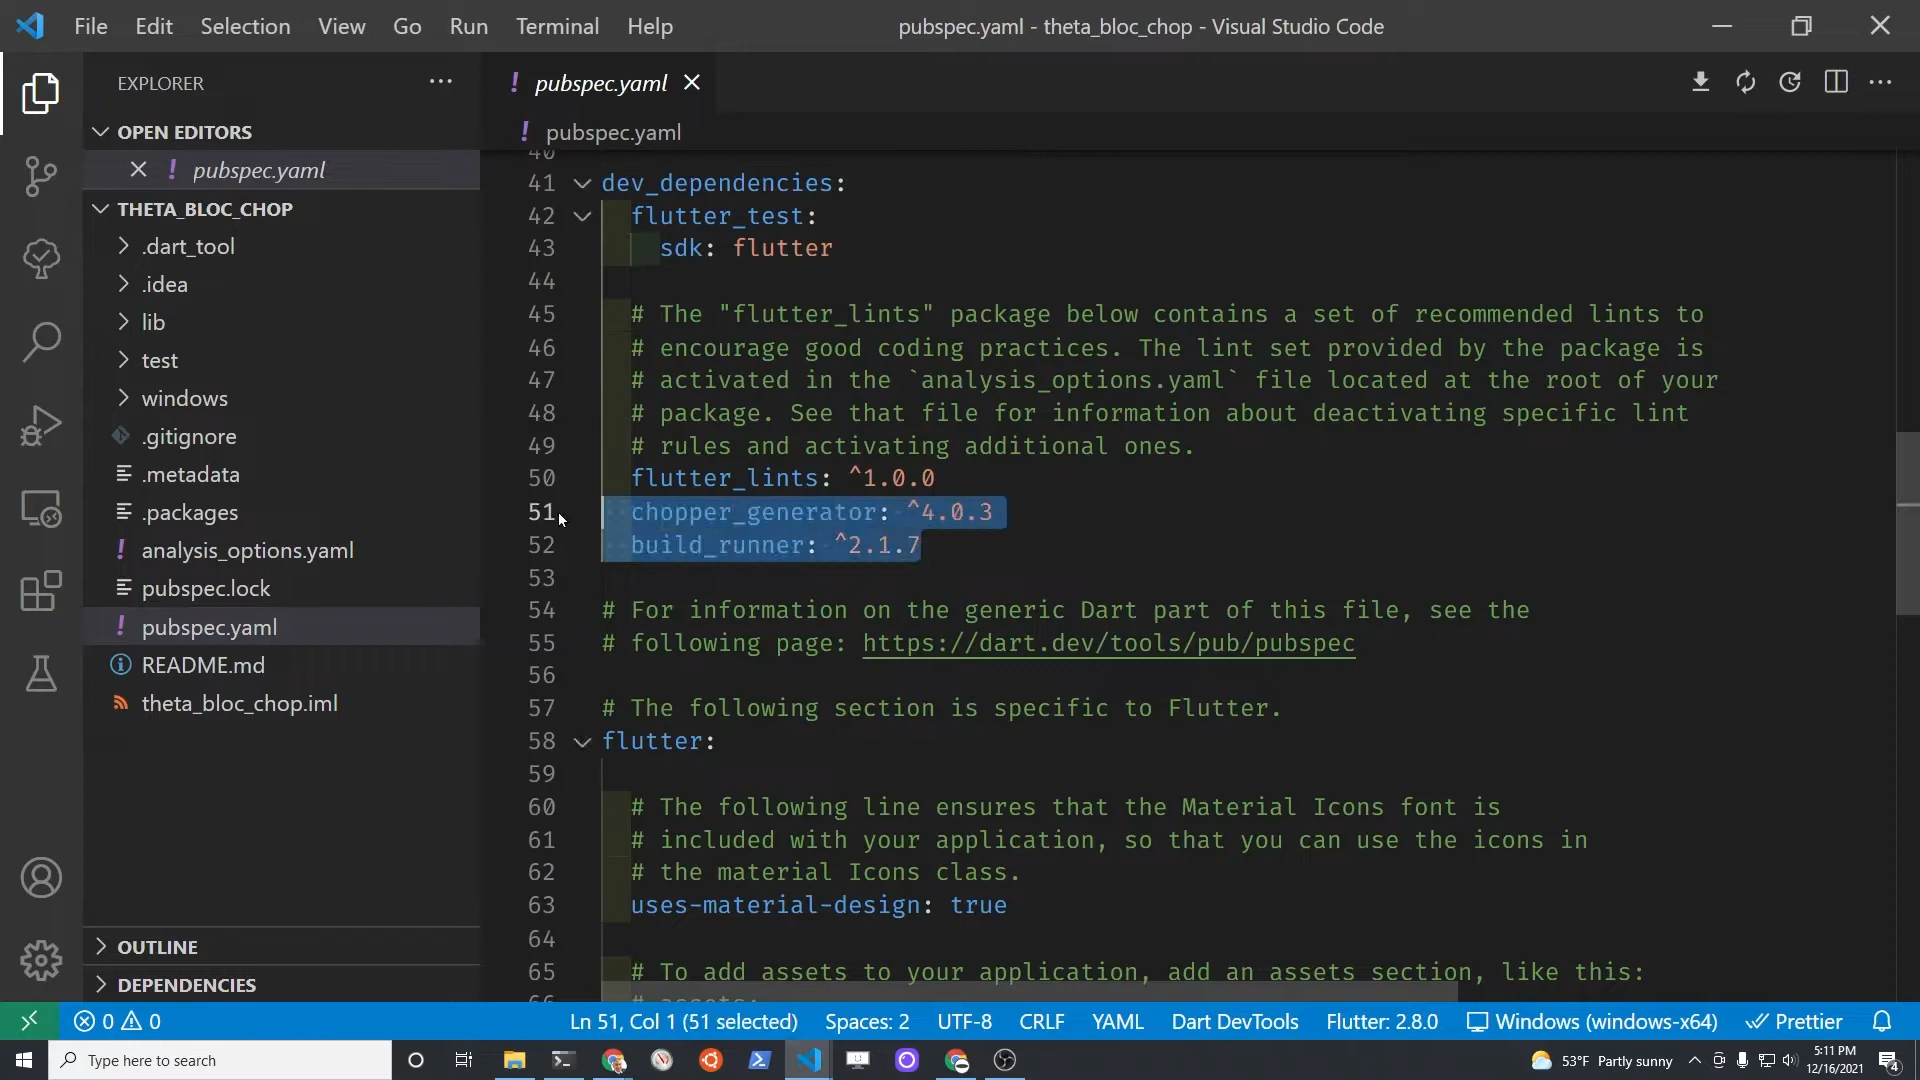 File Edit Selection View Go Run Terminal Help
pubspec.yaml - theta_bloc_chop - Visual Studio Code
EXPLORER
OPEN EDITORS
! pubspec.yaml
THETA_BLOC_CHOP
.dart_tool
.idea
lib
test
windows
.gitignore
.metadata
.packages
! analysis_options.yaml
pubspec.lock
! pubspec.yaml
README.md
theta_bloc_chop.iml
OUTLINE
DEPENDENCIES
! pubspec.yaml
! pubspec.yaml
40
41 dev_dependencies:
42 flutter_test:
43 sdk: flutter
44
45 # The "flutter_lints" package below contains a set of recommended lints to
46 # encourage good coding practices. The lint set provided by the package is
47 # activated in the `analysis_options.yaml` file located at the root of your
48 # package. See that file for information about deactivating specific lint
49 # rules and activating additional ones.
50 flutter_lints: ^1.0.0
51 chopper_generator: ^4.0.3
52 build_runner: ^2.1.7
53
54 # For information on the generic Dart part of this file, see the
55 # following page: https://dart.dev/tools/pub/pubspec
56
57 # The following section is specific to Flutter.
58 flutter:
59
60 # The following line ensures that the Material Icons font is
61 # included with your application, so that you can use the icons in
62 # the material Icons class.
63 uses-material-design: true
64
65 # To add assets to your application, add an assets section, like this:
66 # assets:
0 0
Ln 51, Col 1 (51 selected) Spaces: 2 UTF-8 CRLF YAML Dart DevTools Flutter: 2.8.0 Windows (windows-x64) Prettier
Type here to search
53°F Partly sunny
5:11 PM
12/16/2021
4